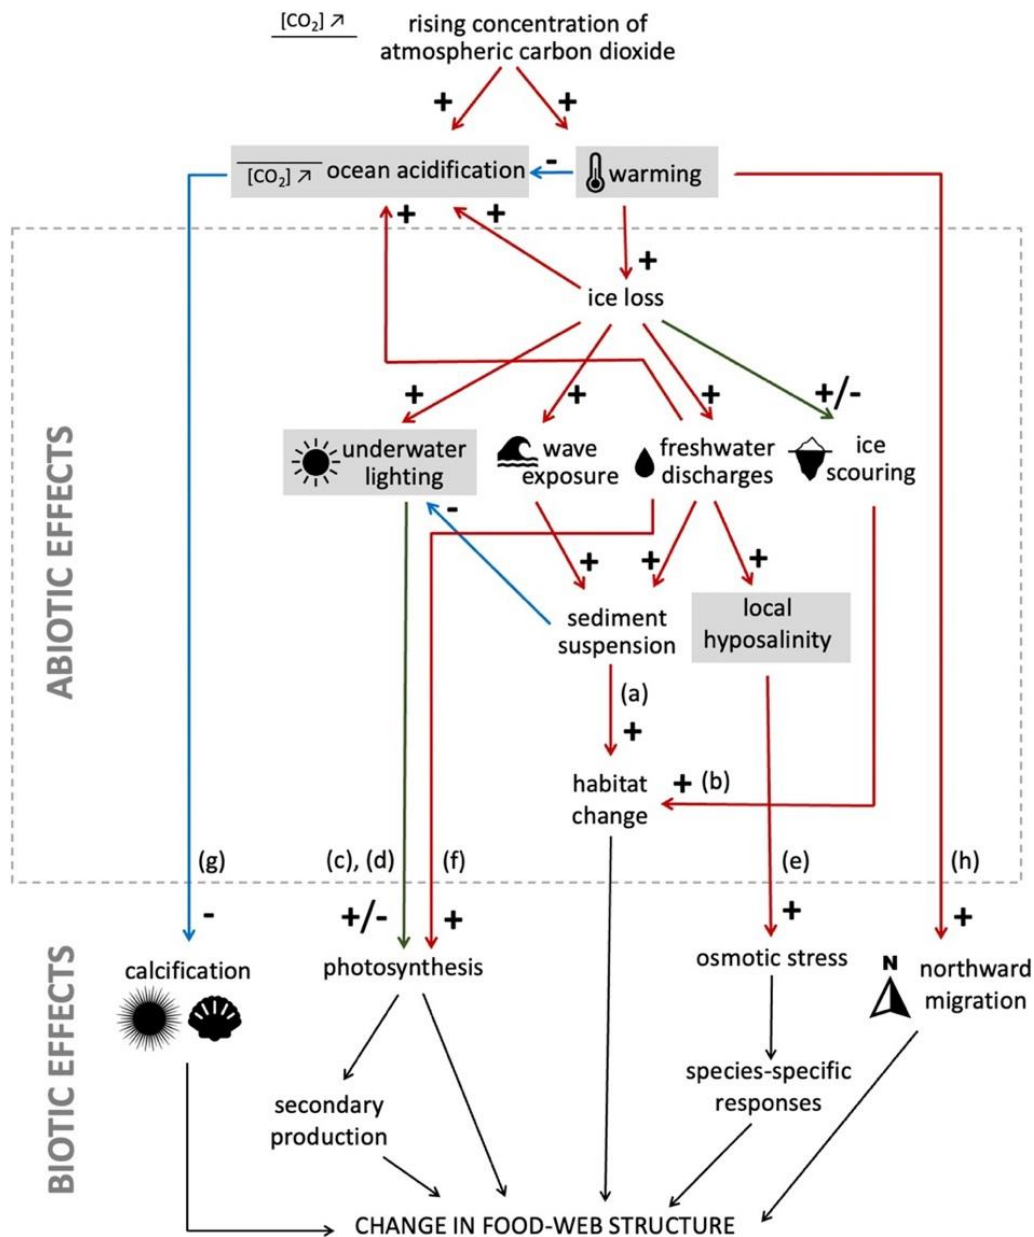 [CO2] ↗
rising concentration of
atmospheric carbon dioxide
+
+
[CO2] ↗ ocean acidification
-
warming
+
+
+
ice loss
+
+
+
+/-
underwater
lighting
wave
exposure
freshwater
discharges
ice
scouring
-
+
+
+
sediment
suspension
local
hyposalinity
(a)
+
habitat
change
+ (b)
ABIOTIC EFFECTS
(g)
(c), (d)
(f)
(e)
(h)
-
+/-
+
+
+
calcification
photosynthesis
osmotic stress
N
northward
migration
species-specific
responses
secondary
production
BIOTIC EFFECTS
CHANGE IN FOOD-WEB STRUCTURE